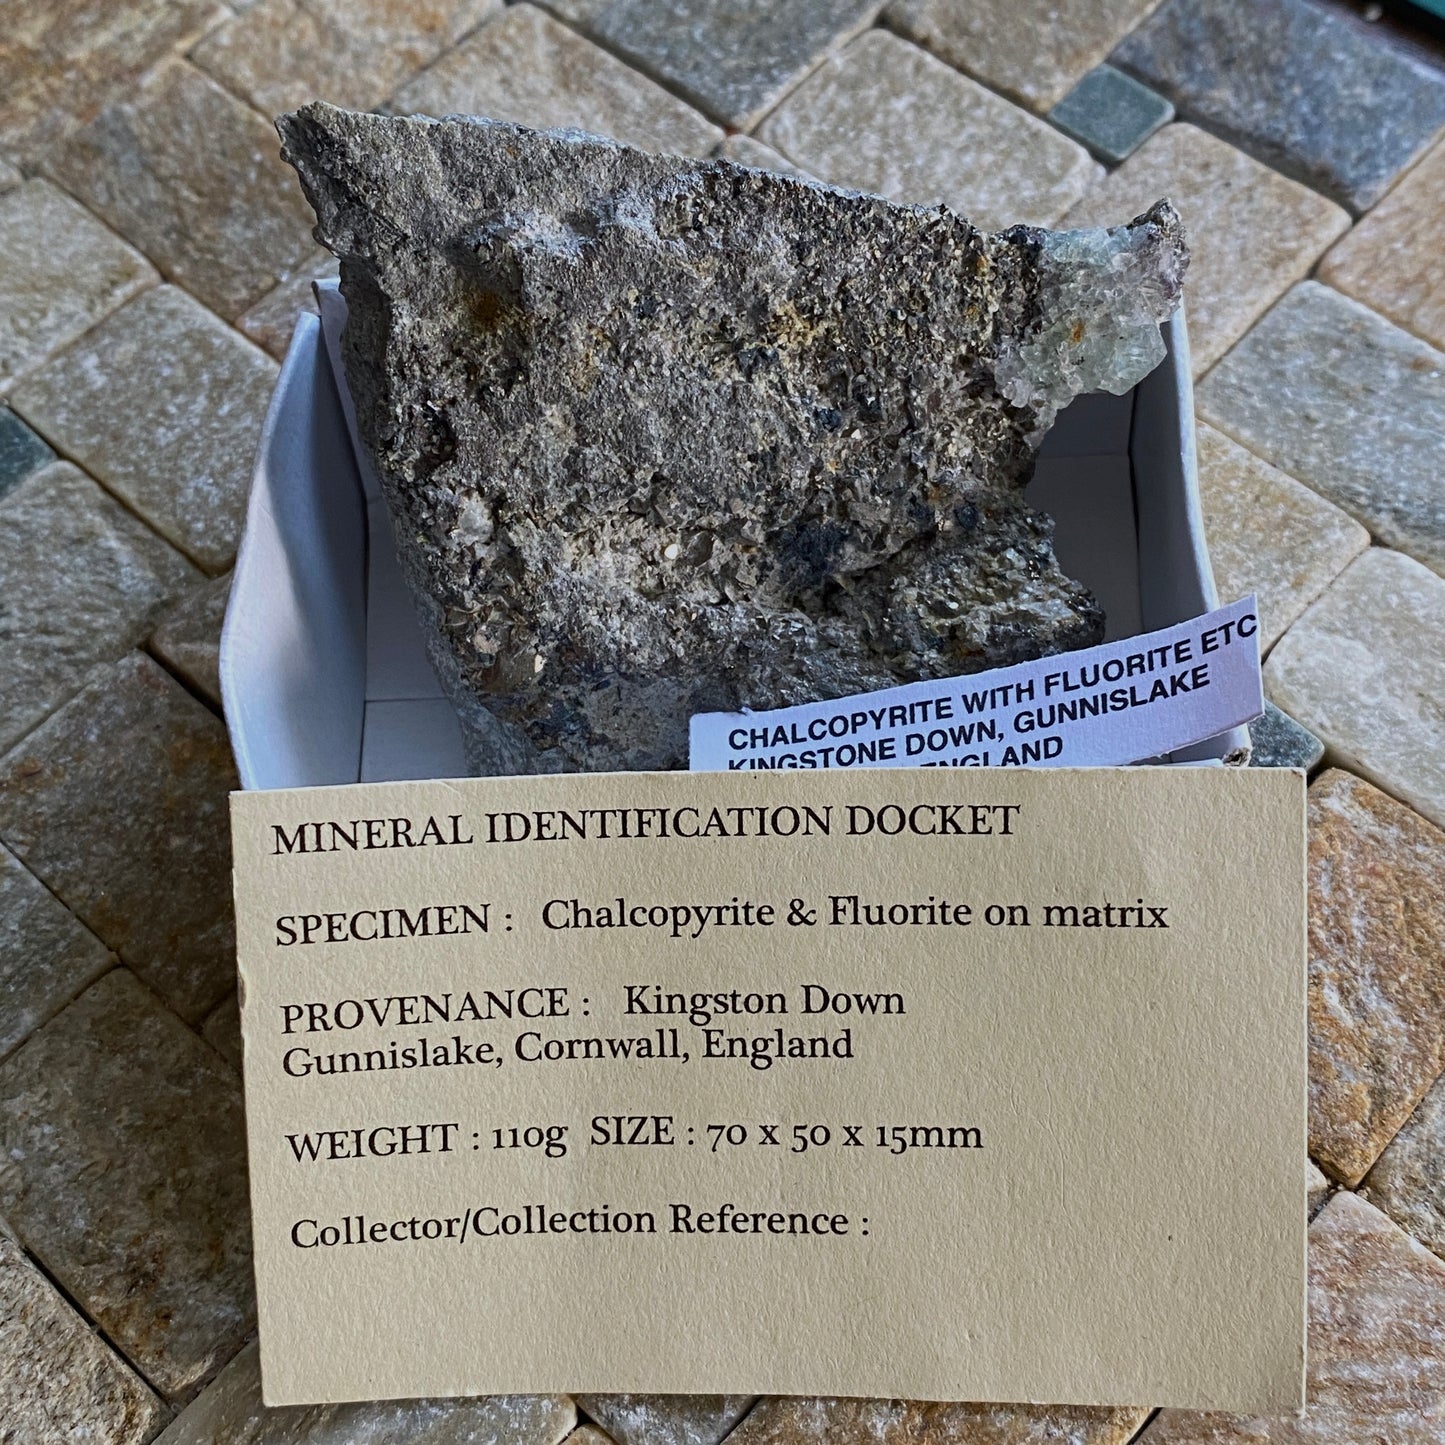 CHALCOPYRITE WITH FLUORITE ETC
KINGSTONE DOWN, GUNNISLAKE
ENGLAND
MINERAL IDENTIFICATION DOCKET
SPECIMEN : Chalcopyrite & Fluorite on matrix
PROVENANCE : Kingston Down
Gunnislake, Cornwall, England
WEIGHT : 110g SIZE : 70 x 50 x 15mm
Collector/Collection Reference :